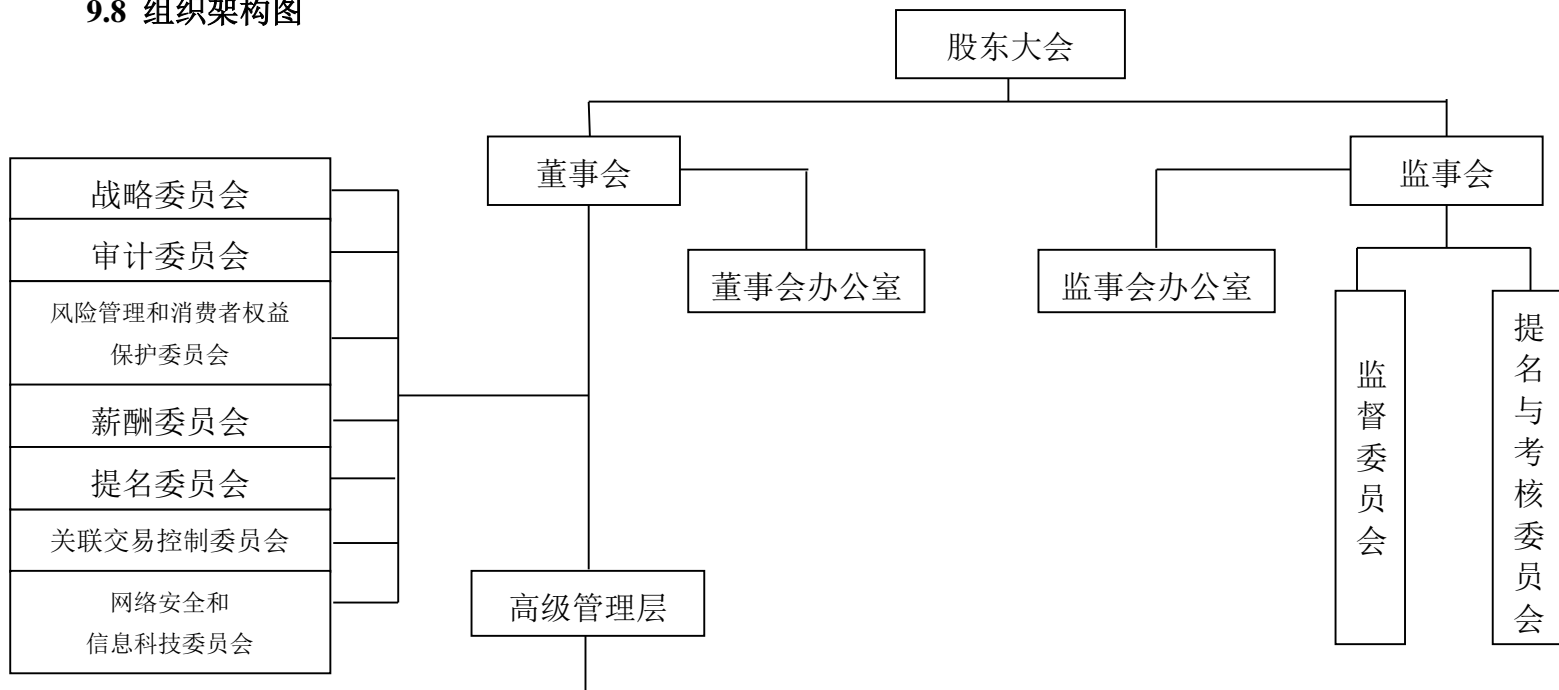 9.8 组织架构图
股东大会
董事会
监事会
战略委员会
审计委员会
风险管理和消费者权益
保护委员会
薪酬委员会
提名委员会
关联交易控制委员会
网络安全和
信息科技委员会
董事会办公室
监事会办公室
监督委员会
提名与考核委员会
高级管理层